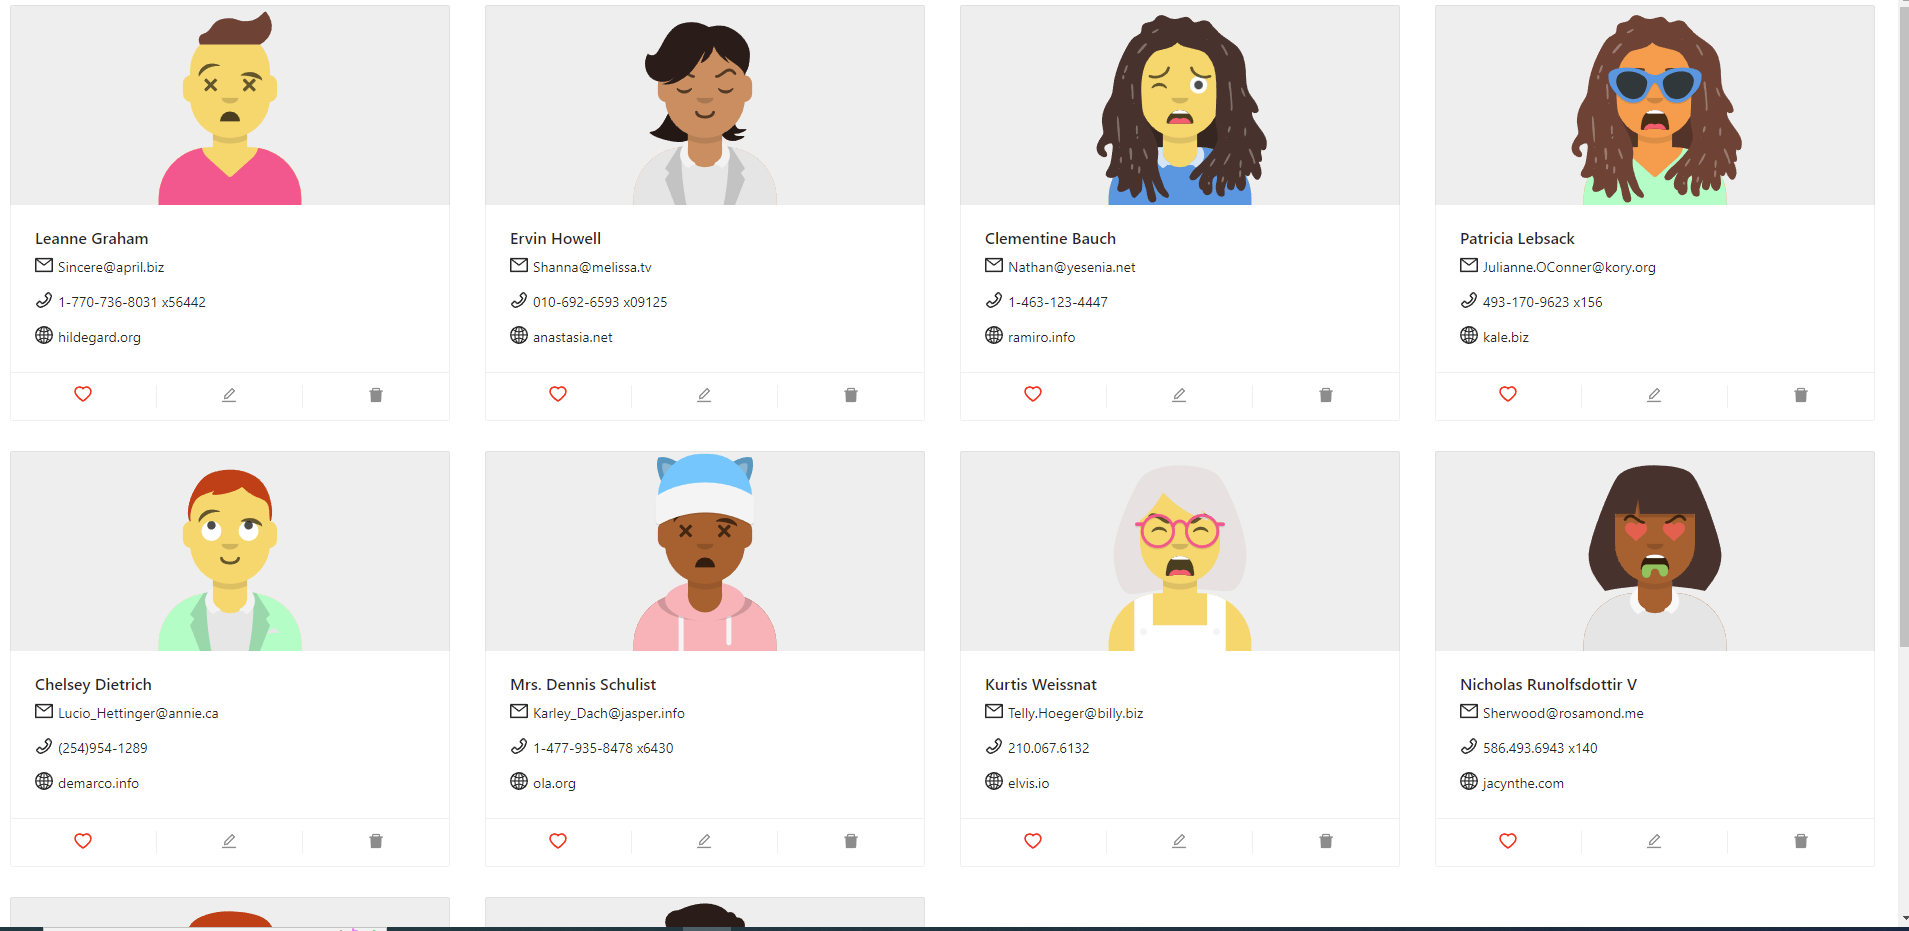 Leanne Graham
Sincere@april.biz
1-770-736-8031 x56442
hildegard.org
Ervin Howell
Shanna@melissa.tv
010-692-6593 x09125
anastasia.net
Clementine Bauch
Nathan@yesenia.net
1-463-123-4447
ramiro.info
Patricia Lebsack
Julianne.OConner@kory.org
493-170-9623 x156
kale.biz
Chelsey Dietrich
Lucio_Hettinger@annie.ca
(254)954-1289
demarco.info
Mrs. Dennis Schulist
Karley_Dach@jasper.info
1-477-935-8478 x6430
ola.org
Kurtis Weissnat
Telly.Hoeger@billy.biz
210.067.6132
elvis.io
Nicholas Runolfsdottir V
Sherwood@rosamond.me
586.493.6943 x140
jacynthe.com